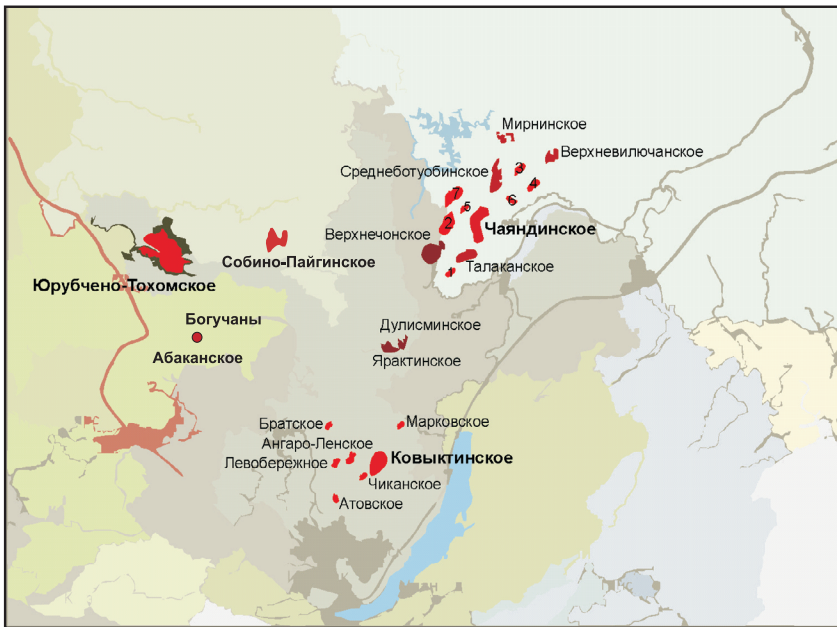 Мирнинское
Верхневилючанское
Среднеботуобинское
3
4
7
6
5
2
Чаяндинское
Верхнечонское
Талаканское
1
Собино-Пайгинское
Юрубчено-Тохомское
Богучаны
Абаканское
Дулисминское
Ярактинское
Братское
Марковское
Ангаро-Ленское
Левобережное
Ковыктинское
Чиканское
Атовское